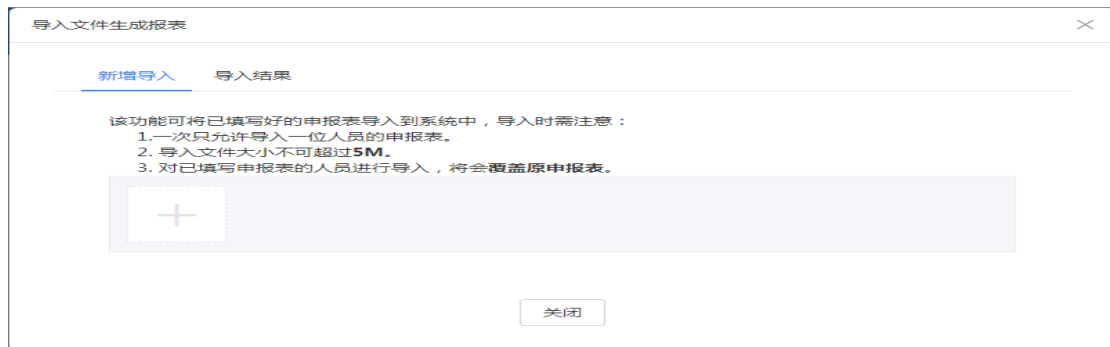 导入文件生成报表
新增导入 导入结果
该功能可将已填写好的申报表导入到系统中，导入时需注意：
1.一次只允许导入一位人员的申报表。
2. 导入文件大小不可超过5M。
3. 对已填写申报表的人员进行导入，将会覆盖原申报表。
关闭